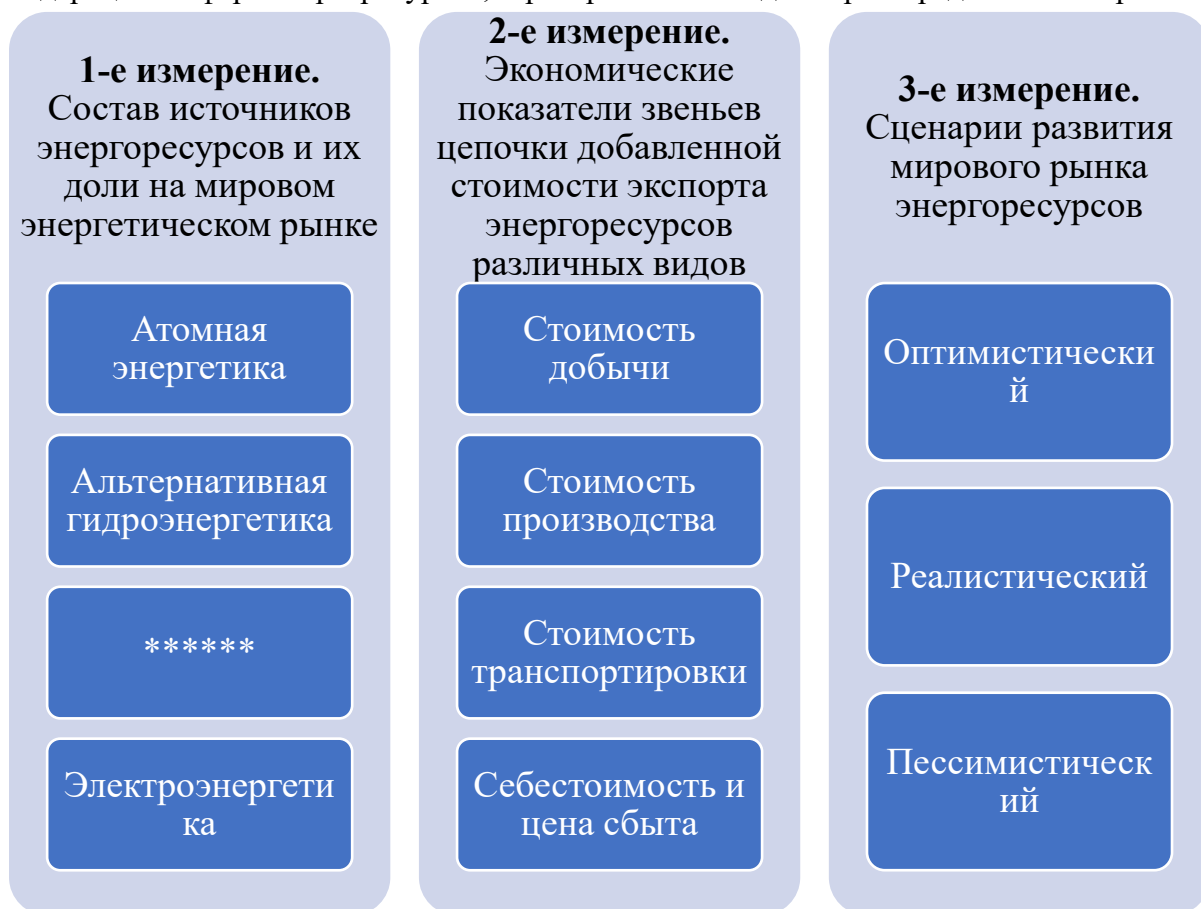 1-е измерение.
Состав источников
энергоресурсов и их
доли на мировом
энергетическом рынке
Атомная
энергетика
Альтернативная
гидроэнергетика
******
Электроэнергети
ка
2-е измерение.
Экономические
показатели звеньев
цепочки добавленной
стоимости экспорта
энергоресурсов
различных видов
Стоимость
добычи
Стоимость
производства
Стоимость
транспортировки
Себестоимость и
цена сбыта
3-е измерение.
Сценарии развития
мирового рынка
энергоресурсов
Оптимистически
й
Реалистический
Пессимистическ
ий